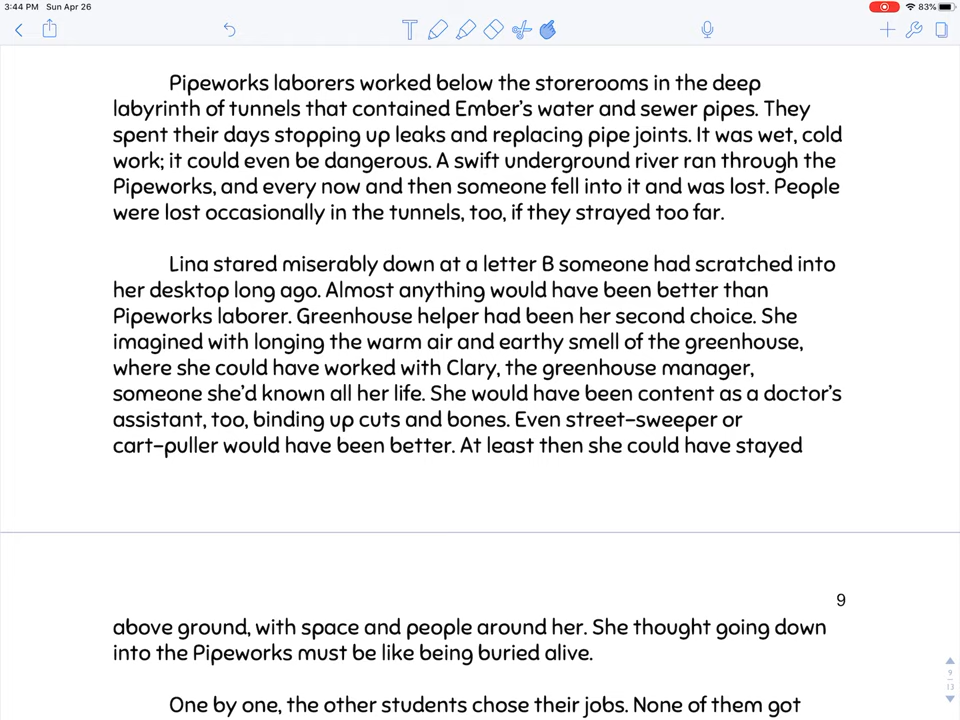 3:44 PM Sun Apr 26
83%
Pipeworks laborers worked below the storerooms in the deep
labyrinth of tunnels that contained Ember's water and sewer pipes. They
spent their days stopping up leaks and replacing pipe joints. It was wet, cold
work; it could even be dangerous. A swift underground river ran through the
Pipeworks, and every now and then someone fell into it and was lost. People
were lost occasionally in the tunnels, too, if they strayed too far.
Lina stared miserably down at a letter B someone had scratched into
her desktop long ago. Almost anything would have been better than
Pipeworks laborer. Greenhouse helper had been her second choice. She
imagined with longing the warm air and earthy smell of the greenhouse,
where she could have worked with Clary, the greenhouse manager,
someone she'd known all her life. She would have been content as a doctor's
assistant, too, binding up cuts and bones. Even street-sweeper or
cart-puller would have been better. At least then she could have stayed
9
above ground, with space and people around her. She thought going down
into the Pipeworks must be like being buried alive.
9
13
One by one, the other students chose their jobs. None of them got